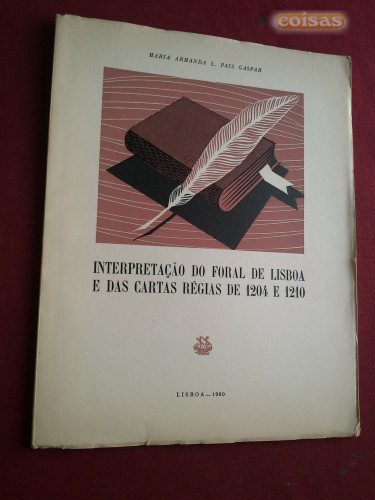 coisas
MARIA ARMANDA L. PAIS GASPAR
INTERPRETAÇÃO DO FORAL DE LISBOA
E DAS CARTAS RÉGIAS DE 1204 E 1210
LISBOA — 1960